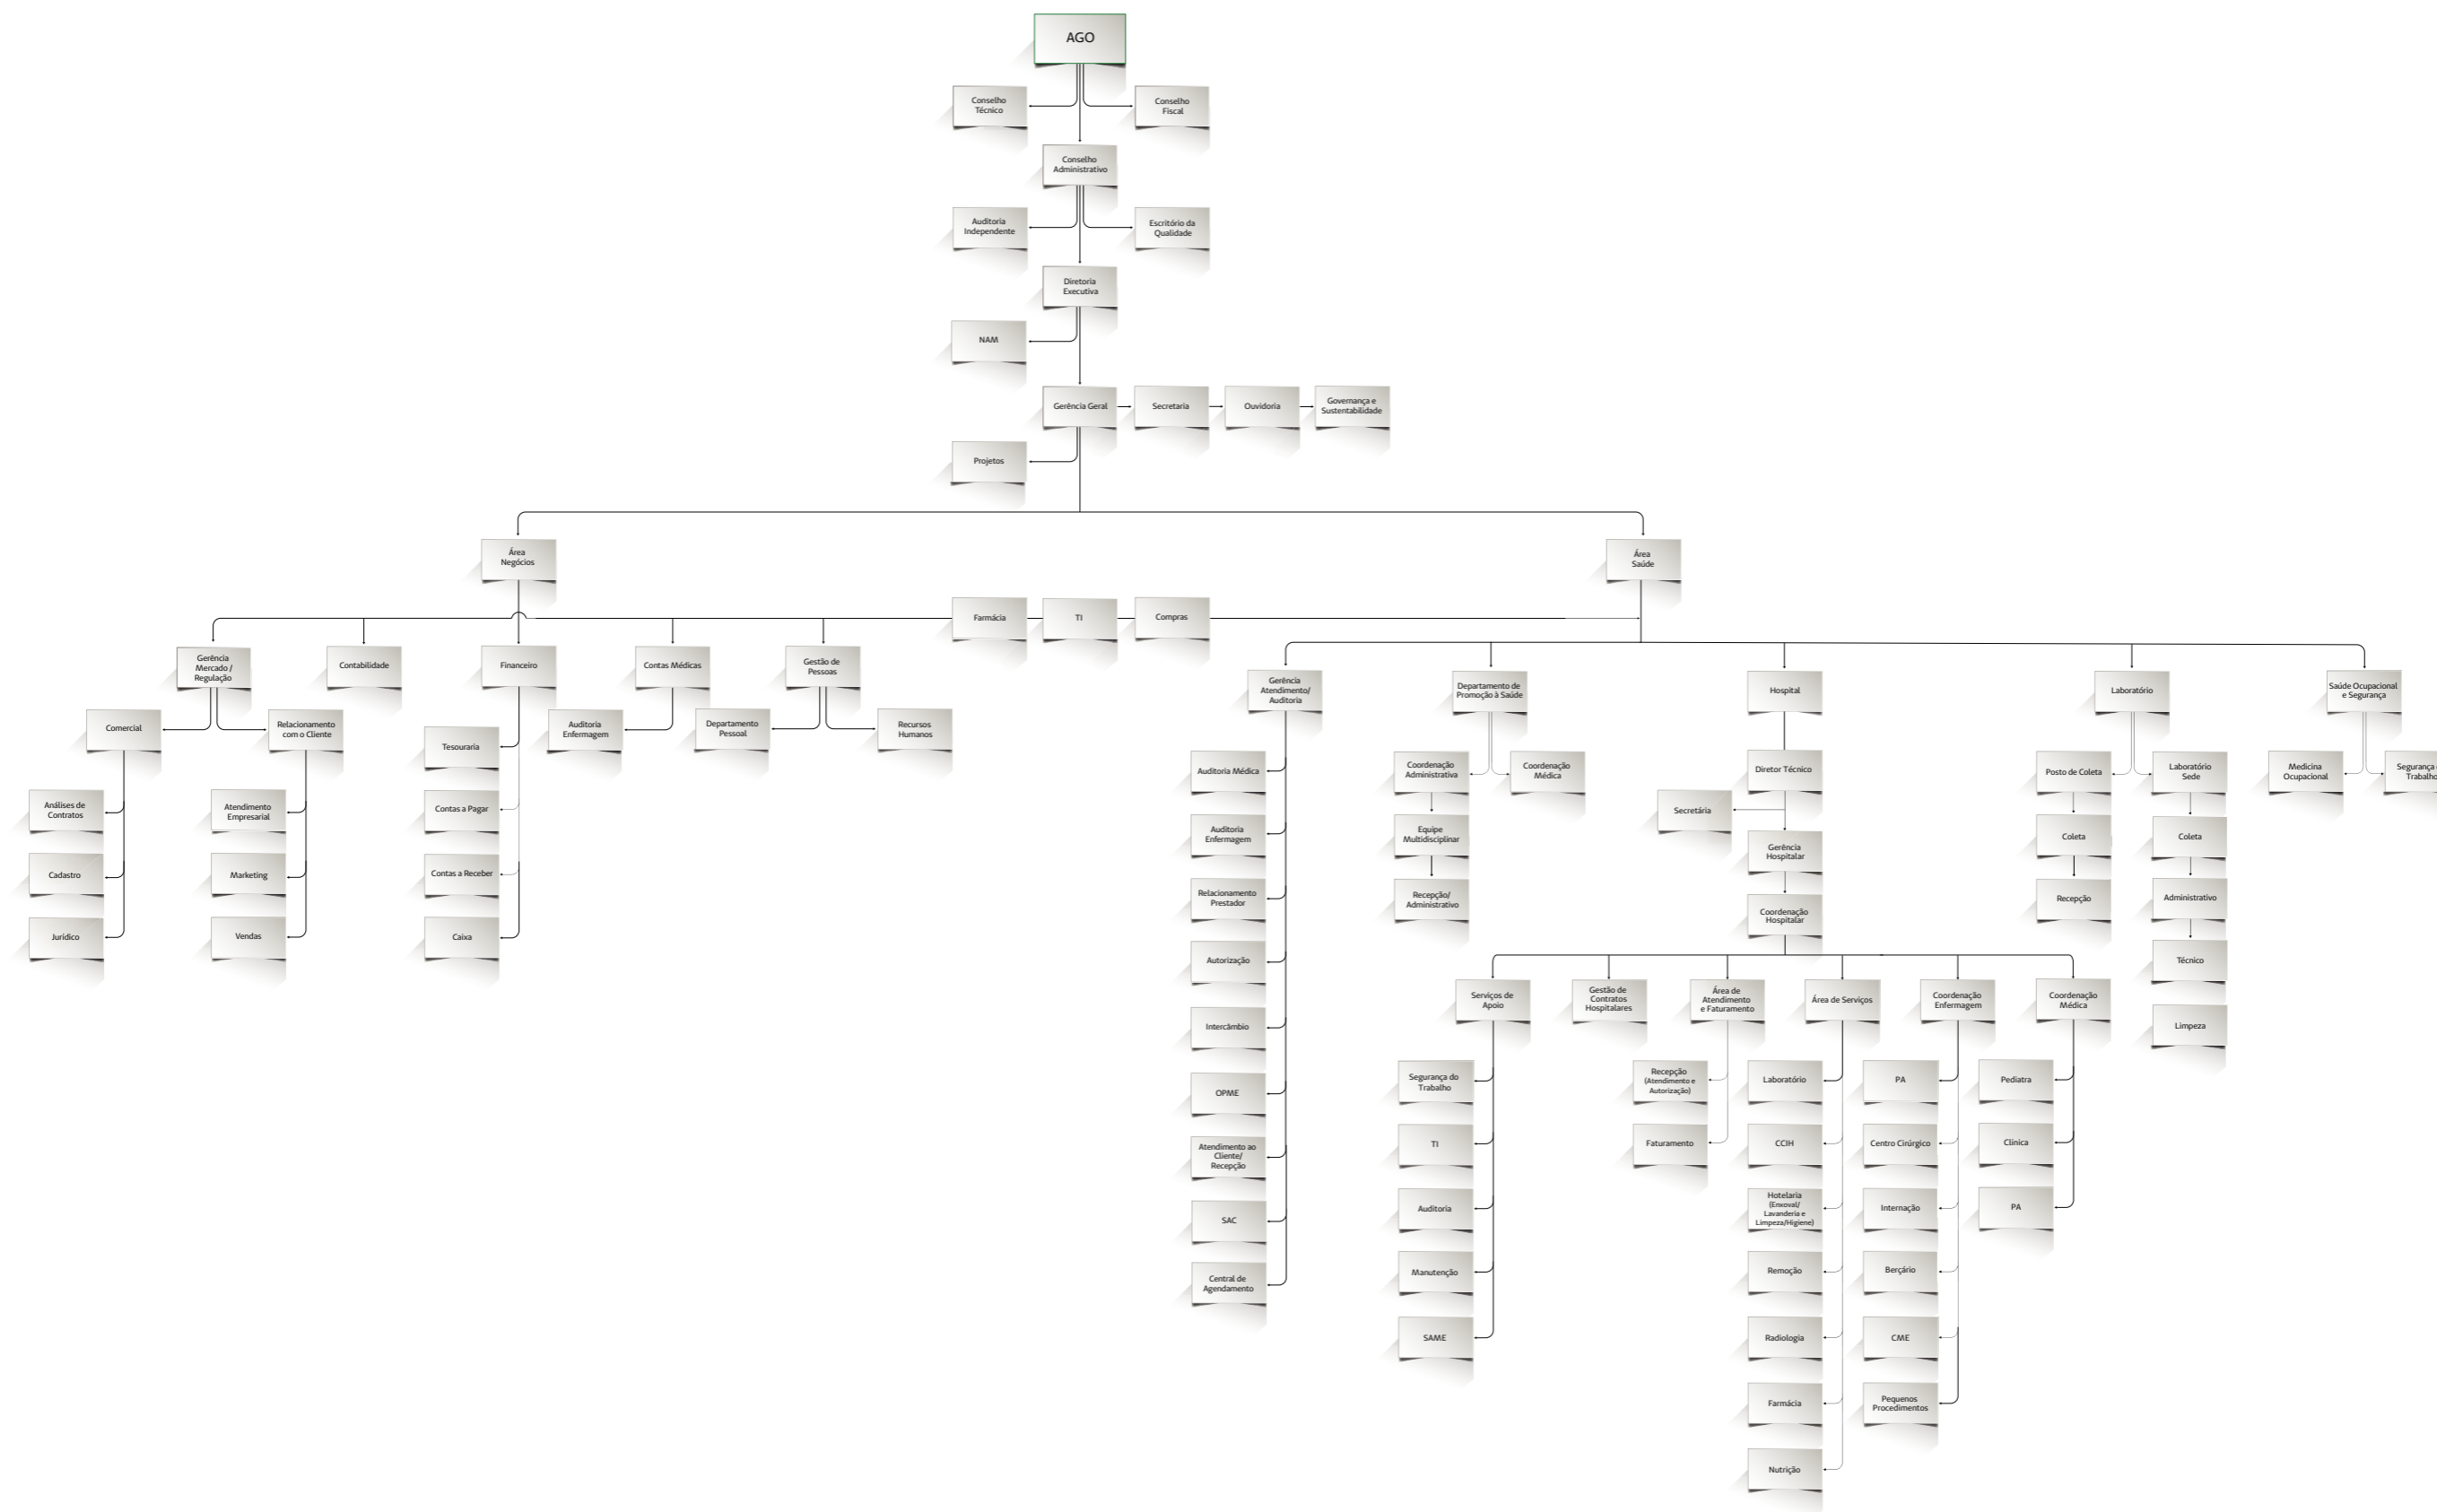 AGO
Conselho
Técnico
Conselho
Fiscal
Conselho
Administrativo
Auditoria
Independente
Escritório da
Qualidade
Diretoria
Executiva
NAM
Gerência Geral
Secretaria
Ouvidoria
Governança e
Sustentabilidade
Projetos
Área
Negócios
Área
Saúde
Farmácia
TI
Compras
Gerência
Mercado /
Regulação
Contabilidade
Financeiro
Contas Médicas
Gestão de
Pessoas
Comercial
Relacionamento
com o Cliente
Tesouraria
Auditoria
Enfermagem
Departamento
Pessoal
Recursos
Humanos
Análises de
Contratos
Cadastro
Jurídico
Atendimento
Empresarial
Marketing
Vendas
Contas a Pagar
Contas a Receber
Caixa
Gerência
Atendimento/
Auditoria
Departamento de
Promoção à Saúde
Hospital
Laboratório
Saúde Ocupacional
e Segurança
Auditoria Médica
Auditoria
Enfermagem
Relacionamento
Prestador
Autorização
Intercâmbio
OPME
Atendimento ao
Cliente/
Recepção
SAC
Central de
Agendamento
Coordenação
Administrativa
Coordenação
Médica
Equipe
Multidisciplinar
Recepção/
Administrativo
Diretor Técnico
Secretária
Gerência
Hospitalar
Coordenação
Hospitalar
Posto de Coleta
Coleta
Recepção
Laboratório
Sede
Coleta
Administrativo
Técnico
Limpeza
Medicina
Ocupacional
Segurança
Trabalho
Serviços de
Apoio
Gestão de
Contratos
Hospitalares
Área de
Atendimento
e Faturamento
Área de Serviços
Coordenação
Enfermagem
Coordenação
Médica
Segurança do
Trabalho
TI
Auditoria
Manutenção
SAME
Recepção
(Atendimento e
Autorização)
Faturamento
Laboratório
CCIH
Hotelaria
(Enxoval/
Lavanderia e
Limpeza/Higiene)
Remoção
Radiologia
Farmácia
Nutrição
PA
Centro Cirúrgico
Internação
Berçário
CME
Pequenos
Procedimentos
Pediatra
Clínica
PA